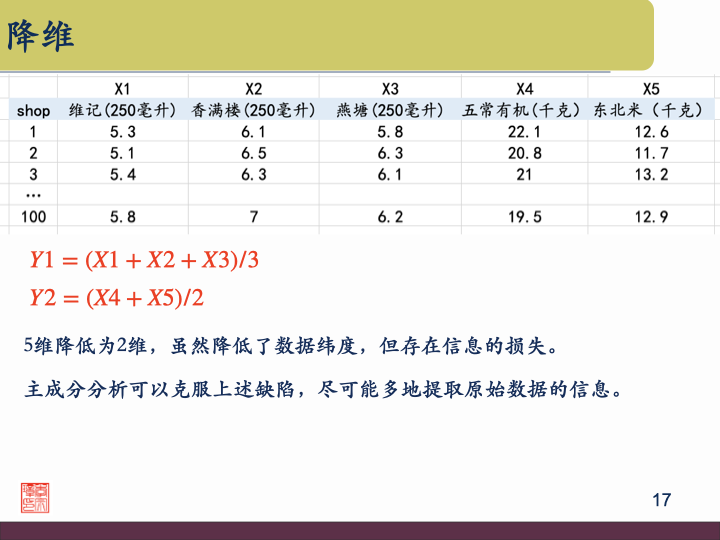 降维
X1 X2 X3 X4 X5
shop 维记(250毫升) 香满楼(250毫升) 燕塘(250毫升) 五常有机(千克) 东北米（千克）
1 5.3 6.1 5.8 22.1 12.6
2 5.1 6.5 6.3 20.8 11.7
3 5.4 6.3 6.1 21 13.2
…
100 5.8 7 6.2 19.5 12.9
Y1 = (X1 + X2 + X3)/3
Y2 = (X4 + X5)/2
5维降低为2维，虽然降低了数据纬度，但存在信息的损失。
主成分分析可以克服上述缺陷，尽可能多地提取原始数据的信息。
17